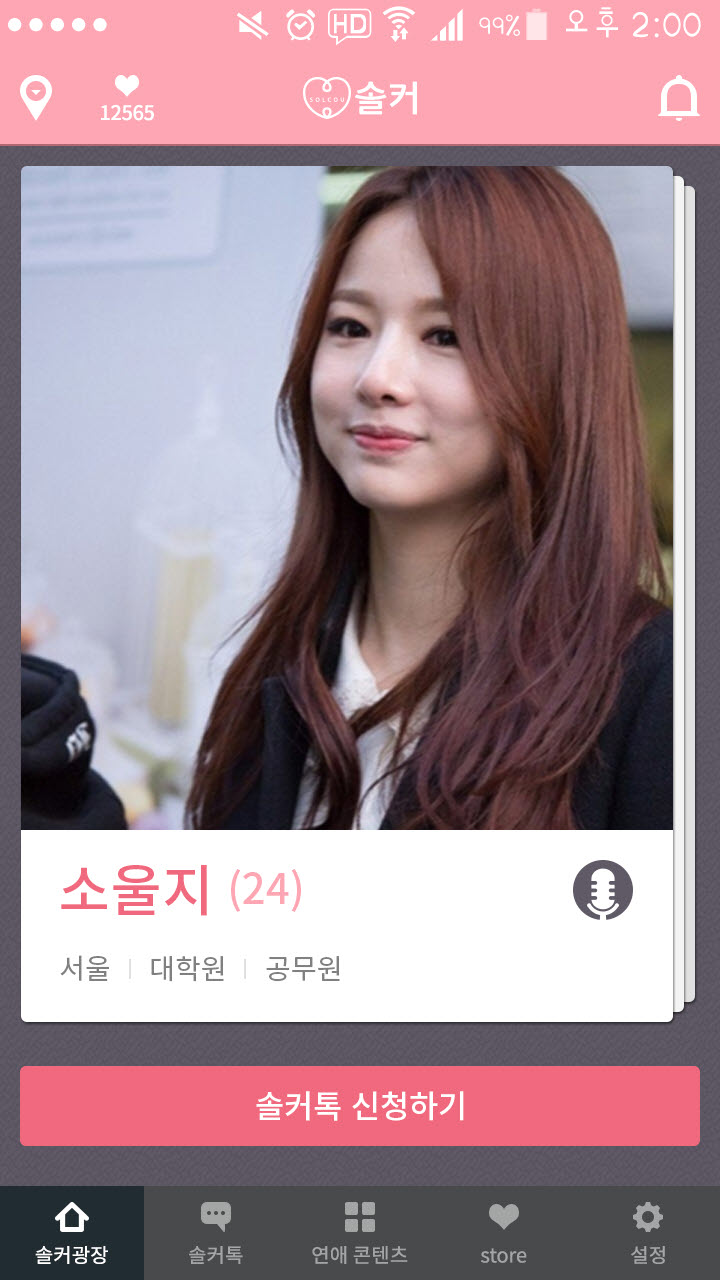 HD 99% 오후 2:00
12565
SOLCOU 솔커
소울지 (24)
서울 | 대학원 | 공무원
솔커톡 신청하기
솔커광장 솔커톡 연애 콘텐츠 store 설정